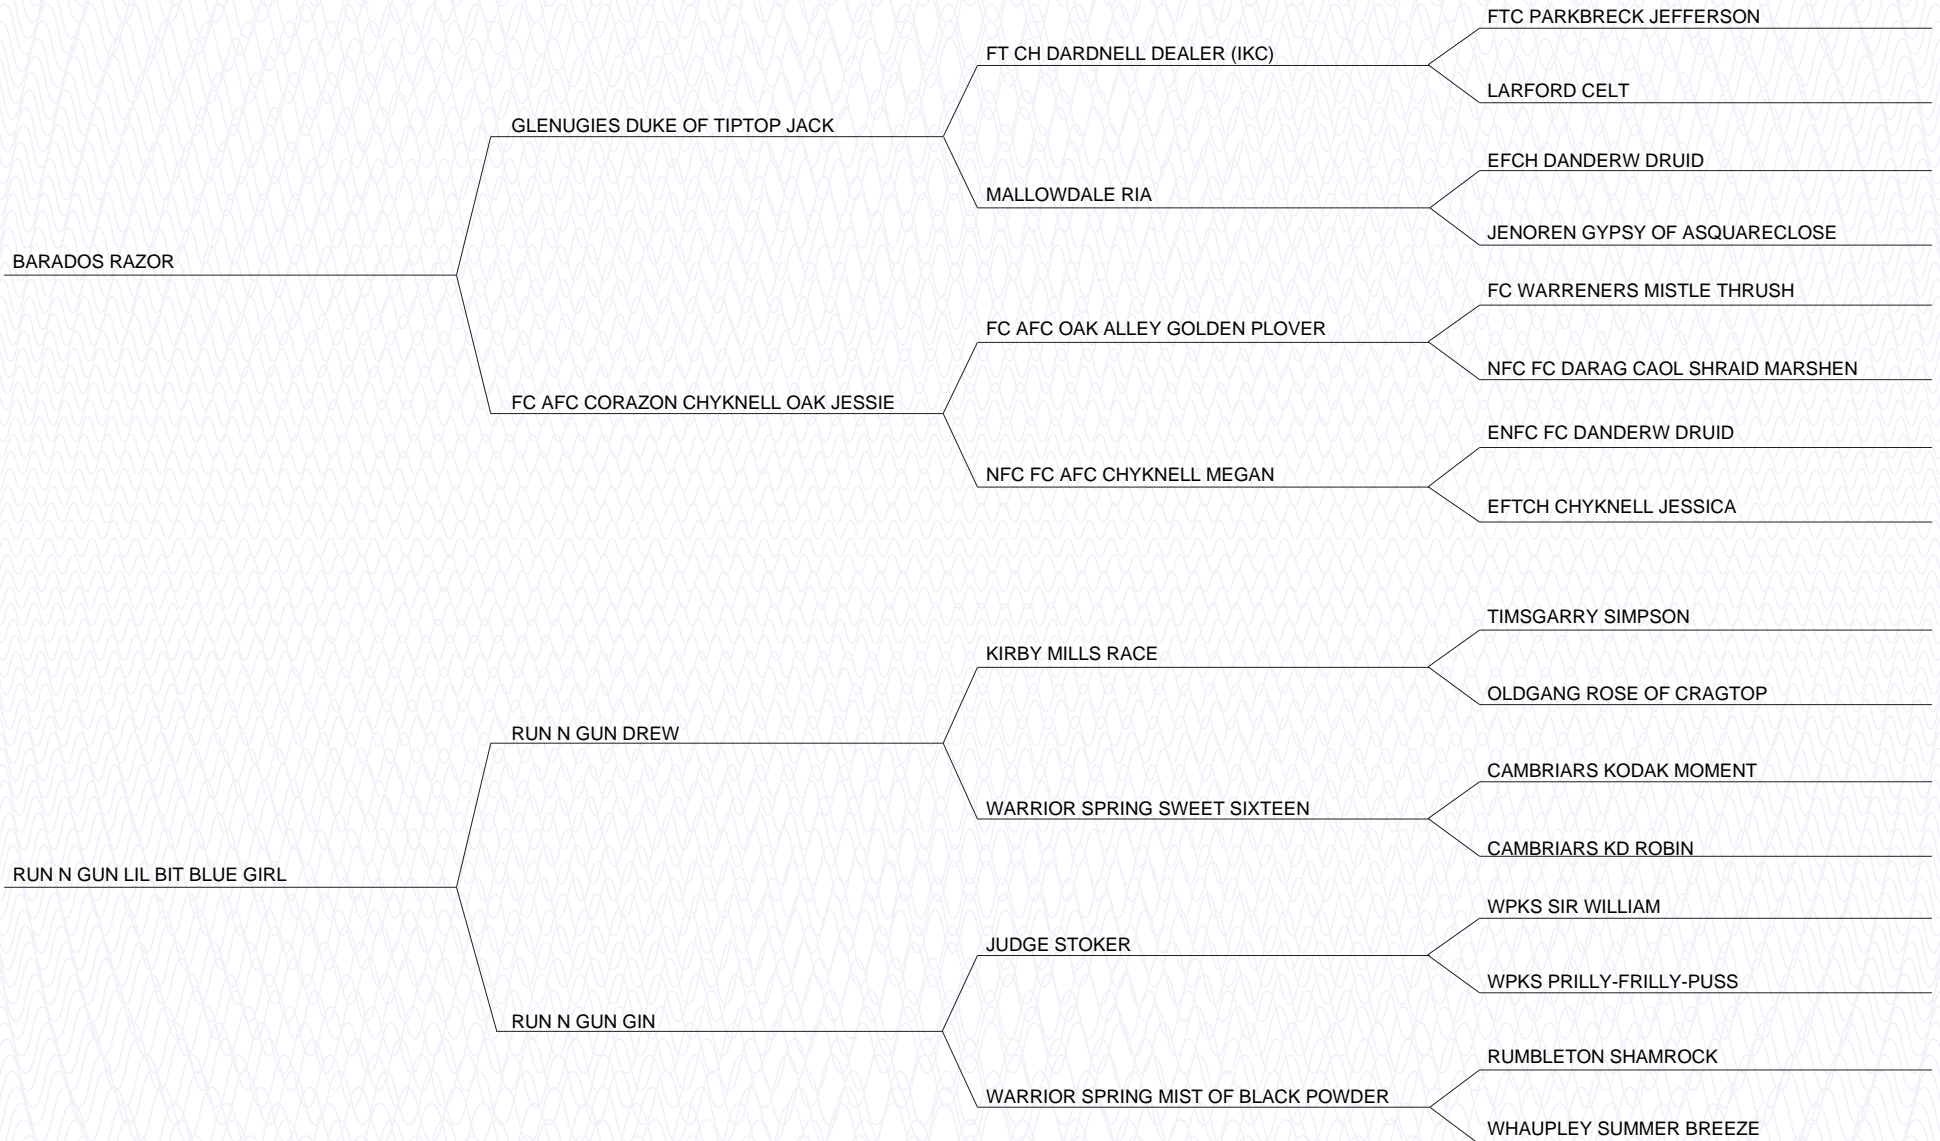 FTC PARKBRECK JEFFERSON
FT CH DARDNELL DEALER (IKC)
LARFORD CELT
GLENUGIES DUKE OF TIPTOP JACK
EFCH DANDERW DRUID
MALLOWDALE RIA
JENOREN GYPSY OF ASQUARECLOSE
BARADOS RAZOR
FC WARRENERS MISTLE THRUSH
FC AFC OAK ALLEY GOLDEN PLOVER
NFC FC DARAG CAOL SHRAID MARSHEN
FC AFC CORAZON CHYKNELL OAK JESSIE
ENFC FC DANDERW DRUID
NFC FC AFC CHYKNELL MEGAN
EFTCH CHYKNELL JESSICA
TIMSGARRY SIMPSON
KIRBY MILLS RACE
OLDGANG ROSE OF CRAGTOP
RUN N GUN DREW
CAMBRIARS KODAK MOMENT
WARRIOR SPRING SWEET SIXTEEN
CAMBRIARS KD ROBIN
RUN N GUN LIL BIT BLUE GIRL
WPKS SIR WILLIAM
JUDGE STOKER
WPKS PRILLY-FRILLY-PUSS
RUN N GUN GIN
RUMBLETON SHAMROCK
WARRIOR SPRING MIST OF BLACK POWDER
WHAUPLEY SUMMER BREEZE